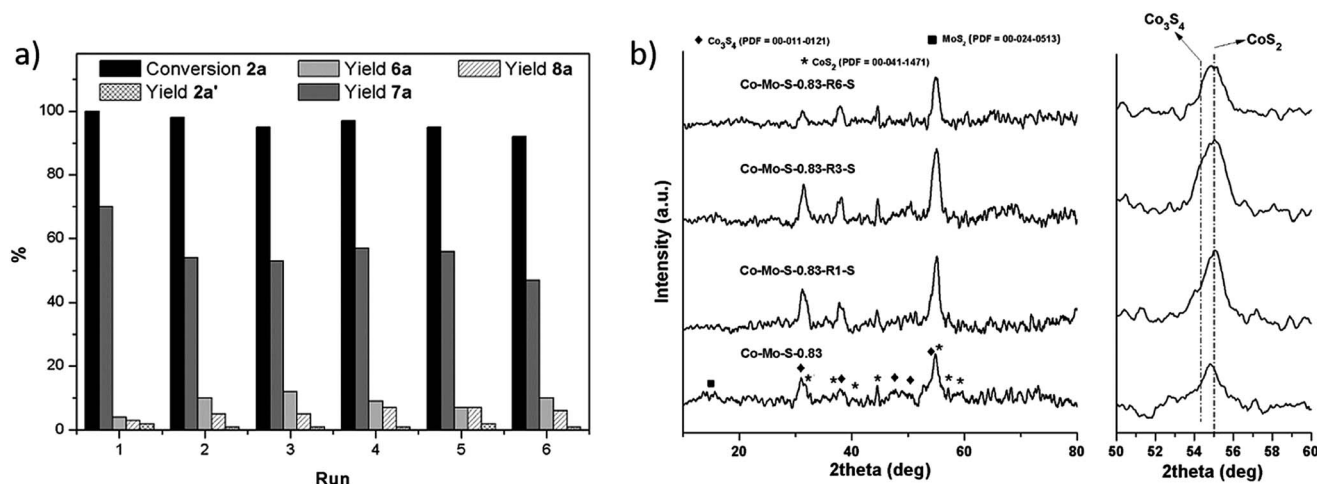 a)
Conversion 2a
Yield 6a
Yield 8a
Yield 2a'
Yield 7a
100
80
60
40
20
0
%
1 2 3 4 5 6
Run
b)
◆ Co3S4 (PDF = 00-011-0121)
■ MoS2 (PDF = 00-024-0513)
* CoS2 (PDF = 00-041-1471)
Co-Mo-S-0.83-R6-S
Co-Mo-S-0.83-R3-S
Co-Mo-S-0.83-R1-S
Co-Mo-S-0.83
Intensity (a.u.)
20 40 60 80
2theta (deg)
Co3S4
CoS2
50 52 54 56 58 60
2theta (deg)